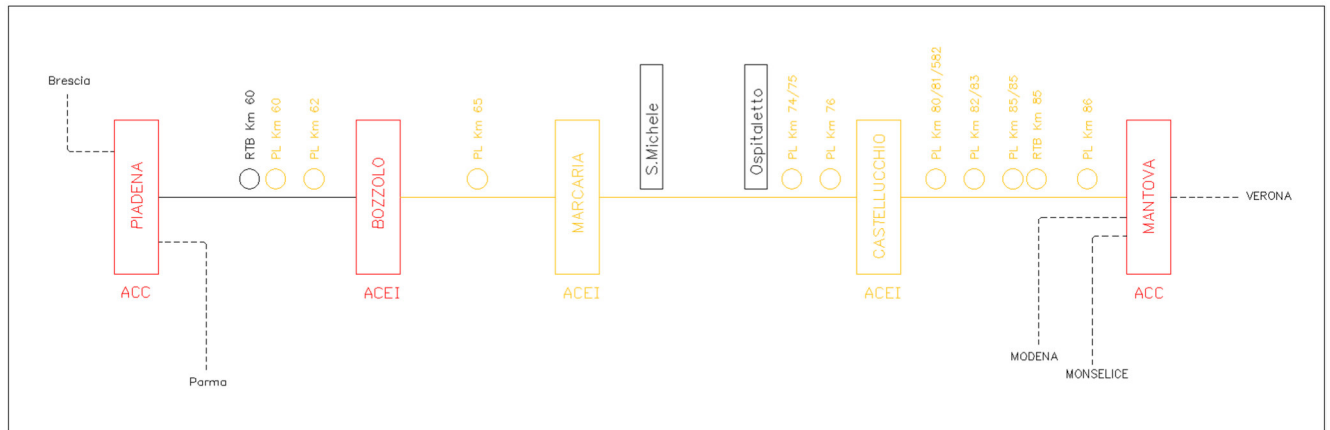 Brescia
PIADENA
ACC
Parma
RTB Km 60
PL Km 60
PL Km 62
BOZZOLO
ACEI
PL Km 65
MARCARIA
ACEI
S.Michele
Ospitaletto
PL Km 74/75
PL Km 76
CASTELLUCCHIO
ACEI
PL Km 80/81/582
PL Km 82/83
PL Km 85/85
RTB Km 85
PL Km 86
MANTOVA
ACC
VERONA
MODENA
MONSELICE